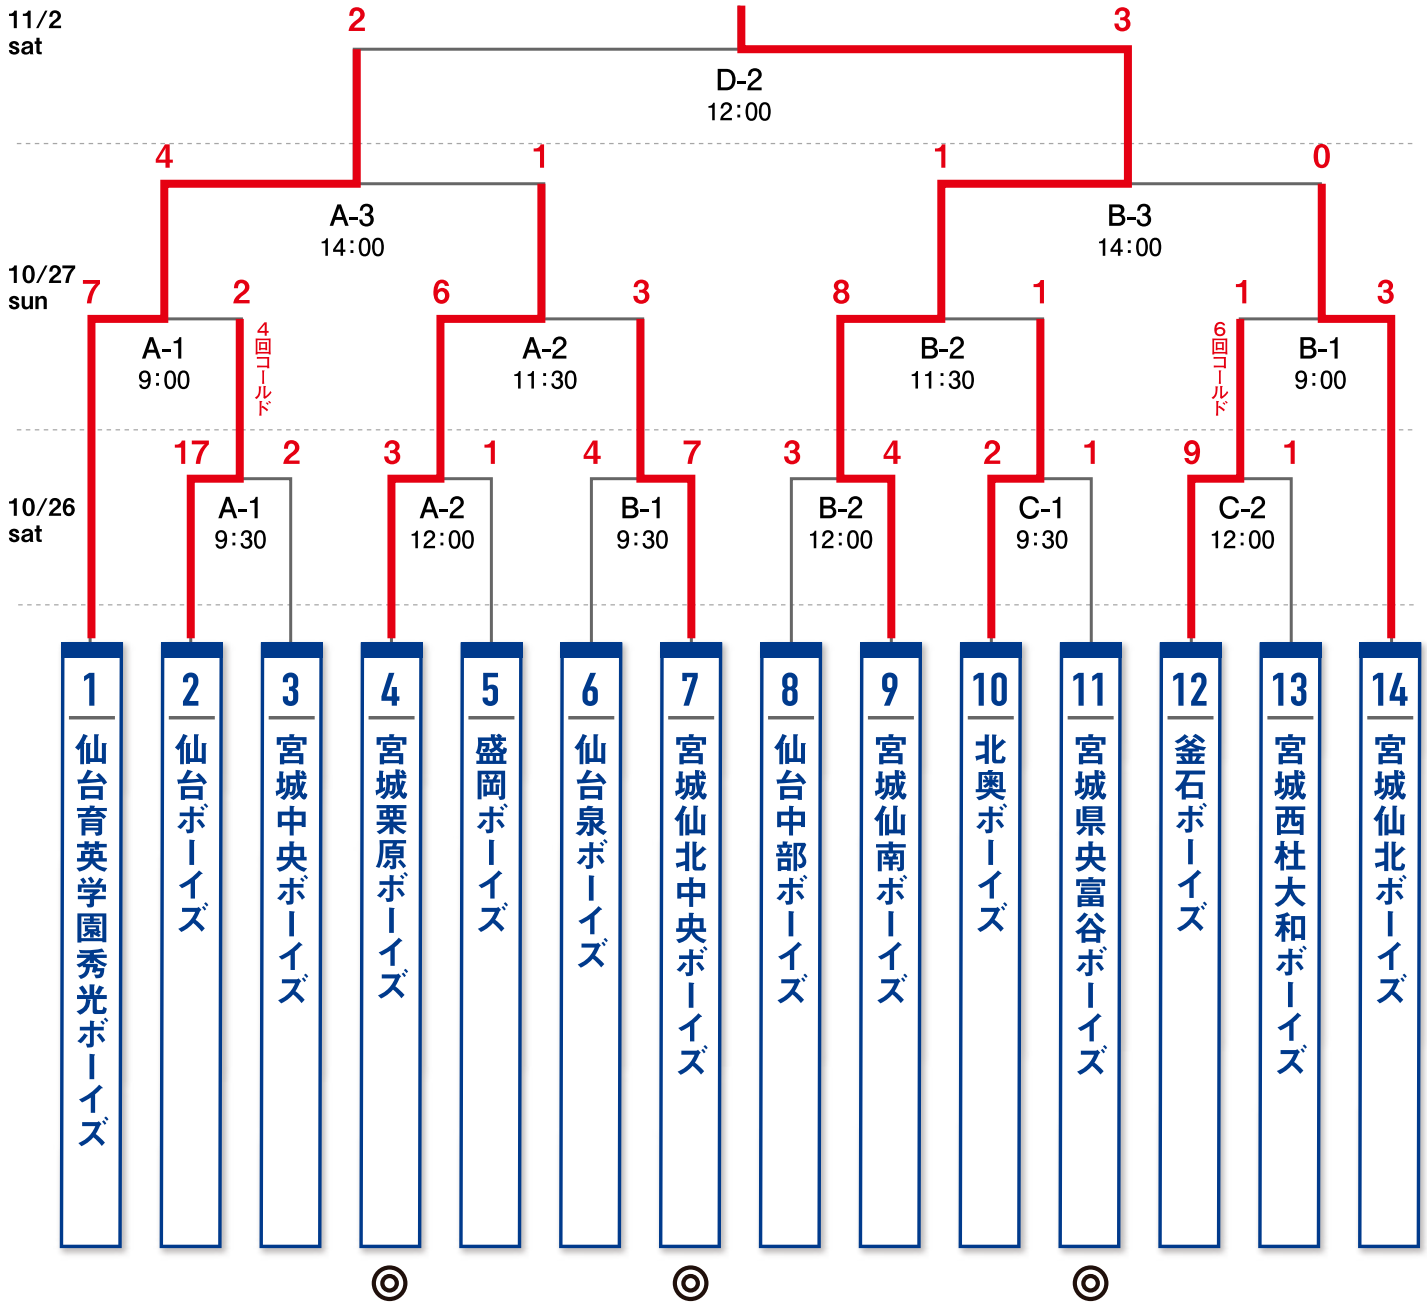 11/2
sat
2
3
D-2
12:00
4
1
1
0
A-3
14:00
B-3
14:00
10/27
sun
7
2
6
3
8
1
1
3
4回コールド
6回コールド
A-1
9:00
A-2
11:30
B-2
11:30
B-1
9:00
17
2
3
1
4
7
3
4
2
1
9
1
10/26
sat
A-1
9:30
A-2
12:00
B-1
9:30
B-2
12:00
C-1
9:30
C-2
12:00
1
仙台育英学園秀光ボーイズ
2
仙台ボーイズ
3
宮城中央ボーイズ
4
宮城栗原ボーイズ
5
盛岡ボーイズ
6
仙台泉ボーイズ
7
宮城仙北中央ボーイズ
8
仙台中部ボーイズ
9
宮城仙南ボーイズ
10
北奥ボーイズ
11
宮城県央富谷ボーイズ
12
釜石ボーイズ
13
宮城西杜大和ボーイズ
14
宮城仙北ボーイズ
◎
◎
◎